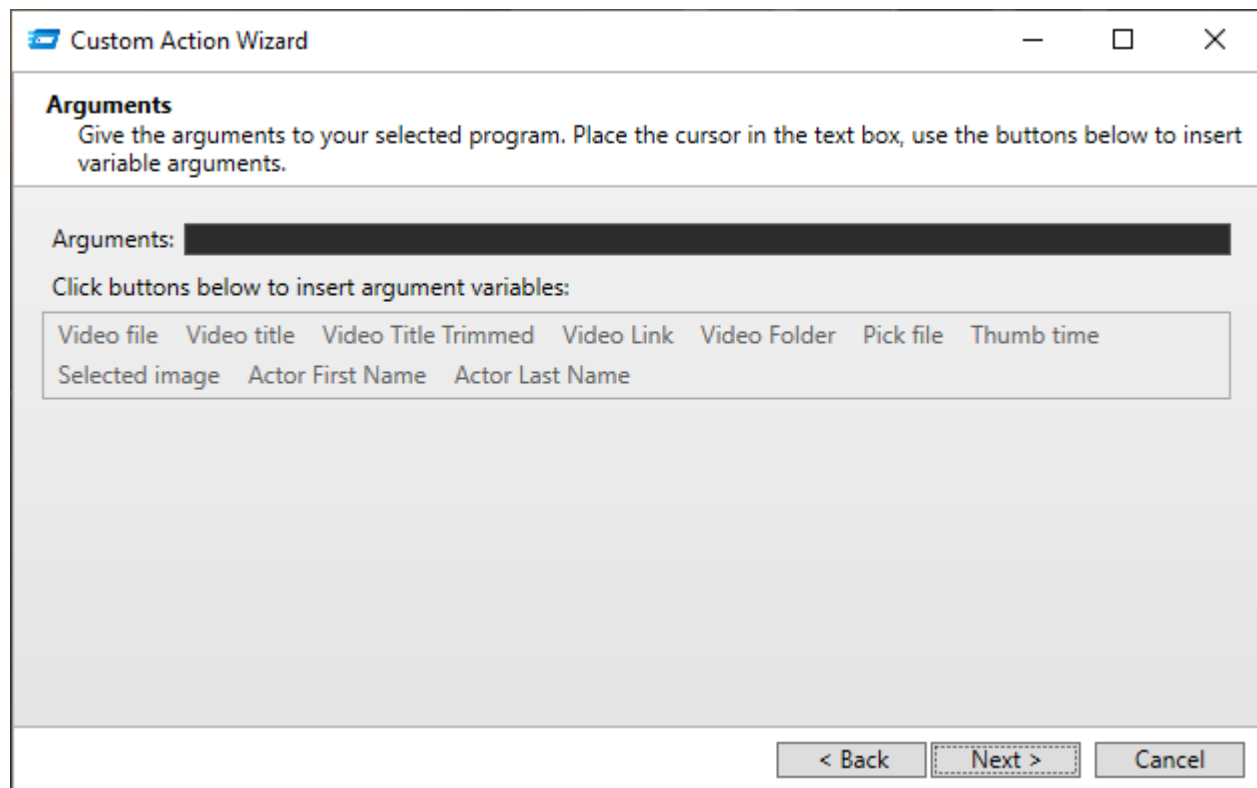 Custom Action Wizard
Arguments
Give the arguments to your selected program. Place the cursor in the text box, use the buttons below to insert
variable arguments.
Arguments:
Click buttons below to insert argument variables:
Video file Video title Video Title Trimmed Video Link Video Folder Pick file Thumb time
Selected image Actor First Name Actor Last Name
< Back Next > Cancel